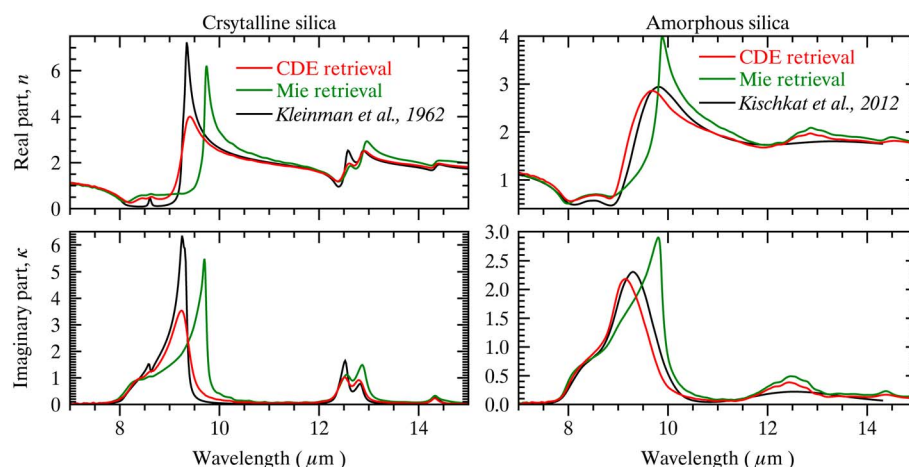 Crsytalline silica
Amorphous silica
Real part, n
6
4
2
0
CDE retrieval
Mie retrieval
Kleinman et al., 1962
4
3
2
1
0
CDE retrieval
Mie retrieval
Kischkat et al., 2012
Imaginary part, κ
6
5
4
3
2
1
0
3.0
2.5
2.0
1.5
1.0
0.5
0.0
8 10 12 14
8 10 12 14
Wavelength ( μm )
Wavelength ( μm )